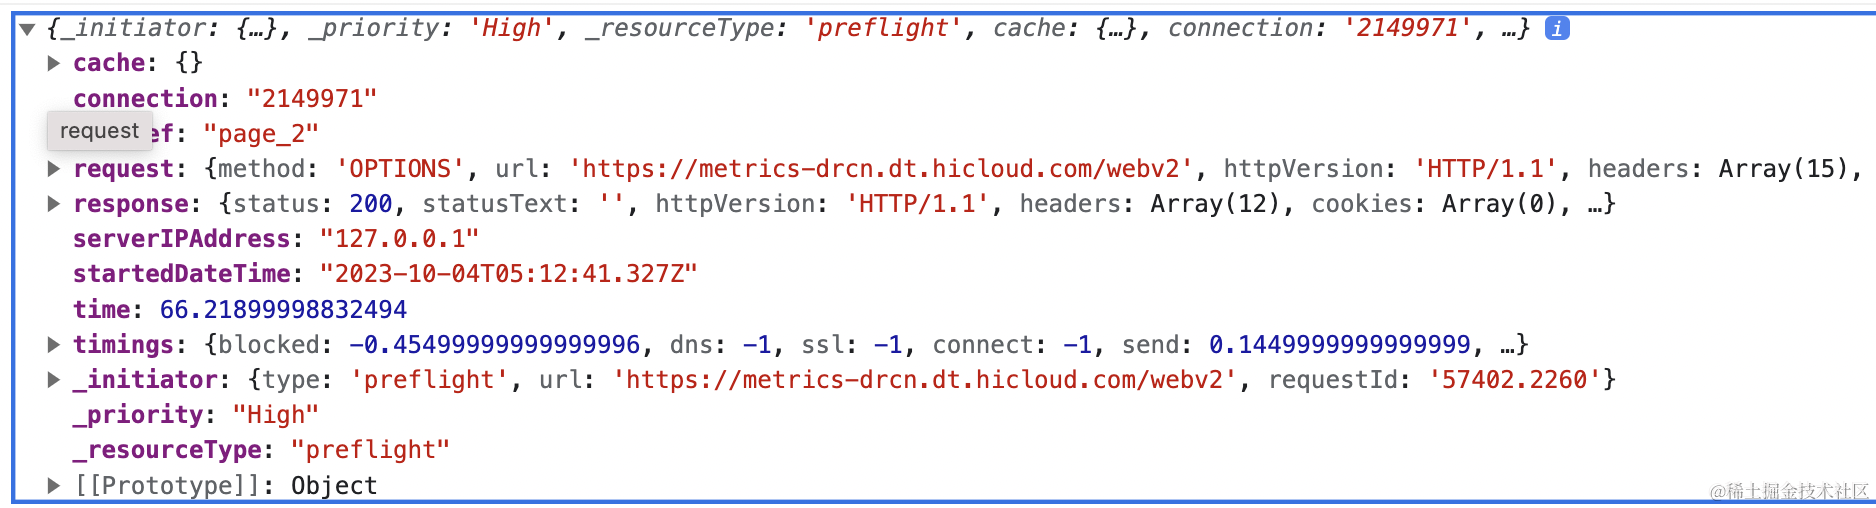 {_initiator: {…}, _priority: 'High', _resourceType: 'preflight', cache: {…}, connection: '2149971', …} i
cache: {}
connection: "2149971"
request ef: "page_2"
request: {method: 'OPTIONS', url: 'https://metrics-drcn.dt.hicloud.com/webv2', httpVersion: 'HTTP/1.1', headers: Array(15),
response: {status: 200, statusText: '', httpVersion: 'HTTP/1.1', headers: Array(12), cookies: Array(0), …}
serverIPAddress: "127.0.0.1"
startedDateTime: "2023-10-04T05:12:41.327Z"
time: 66.21899998832494
timings: {blocked: -0.45499999999999996, dns: -1, ssl: -1, connect: -1, send: 0.1449999999999999, …}
_initiator: {type: 'preflight', url: 'https://metrics-drcn.dt.hicloud.com/webv2', requestId: '57402.2260'}
_priority: "High"
_resourceType: "preflight"
[[Prototype]]: Object
@稀土掘金技术社区